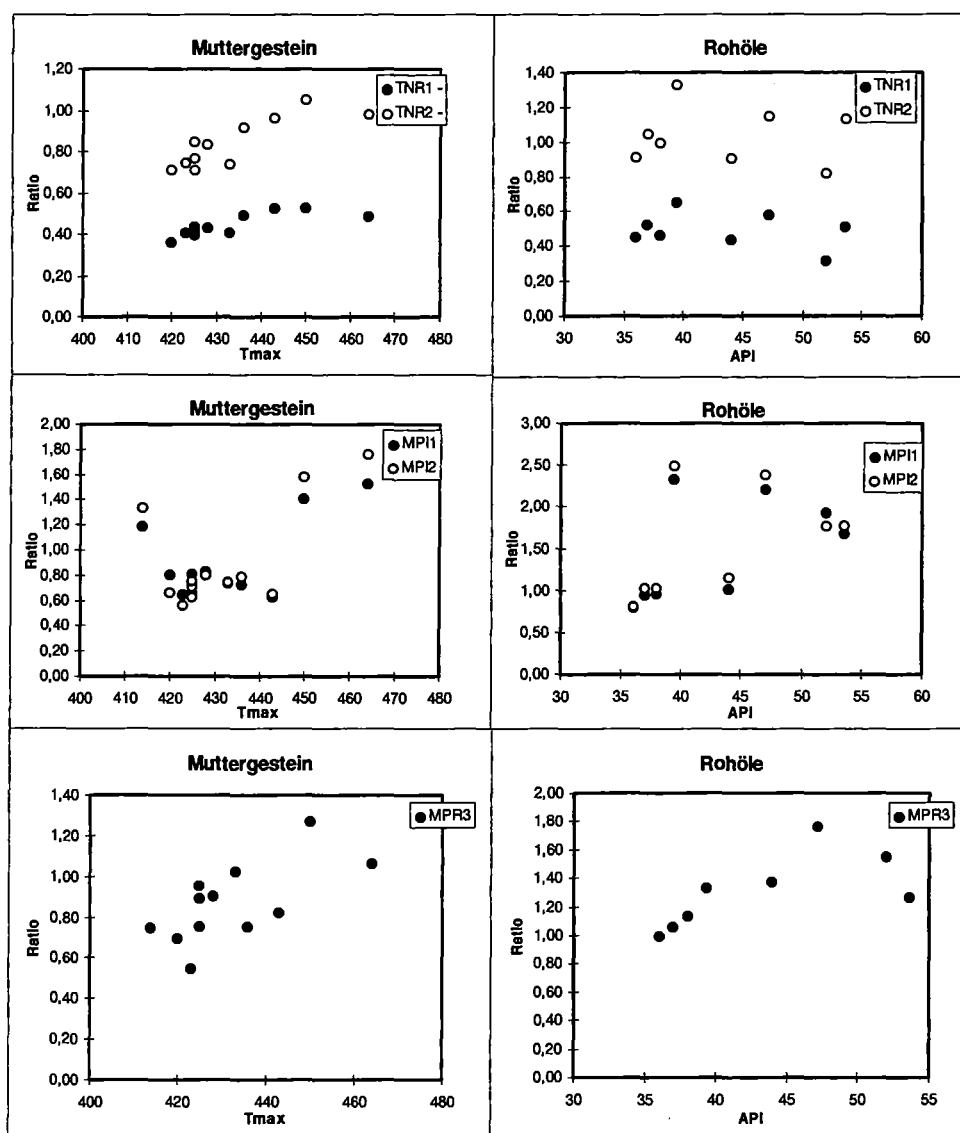 Muttergestein
1,20
1,00
0,80
0,60
0,40
0,20
0,00
Ratio
400 410 420 430 440 450 460 470 480
Tmax
TNR1 -
TNR2 -
Rohöle
1,40
1,20
1,00
0,80
0,60
0,40
0,20
0,00
Ratio
30 35 40 45 50 55 60
API
TNR1
TNR2
Muttergestein
2,00
1,80
1,60
1,40
1,20
1,00
0,80
0,60
0,40
0,20
0,00
Ratio
400 410 420 430 440 450 460 470 480
Tmax
MPI1
MPI2
Rohöle
3,00
2,50
2,00
1,50
1,00
0,50
0,00
Ratio
30 35 40 45 50 55 60
API
MPI1
MPI2
Muttergestein
1,40
1,20
1,00
0,80
0,60
0,40
0,20
0,00
Ratio
400 420 440 460 480
Tmax
MPR3
Rohöle
2,00
1,80
1,60
1,40
1,20
1,00
0,80
0,60
0,40
0,20
0,00
Ratio
30 35 40 45 50 55
API
MPR3